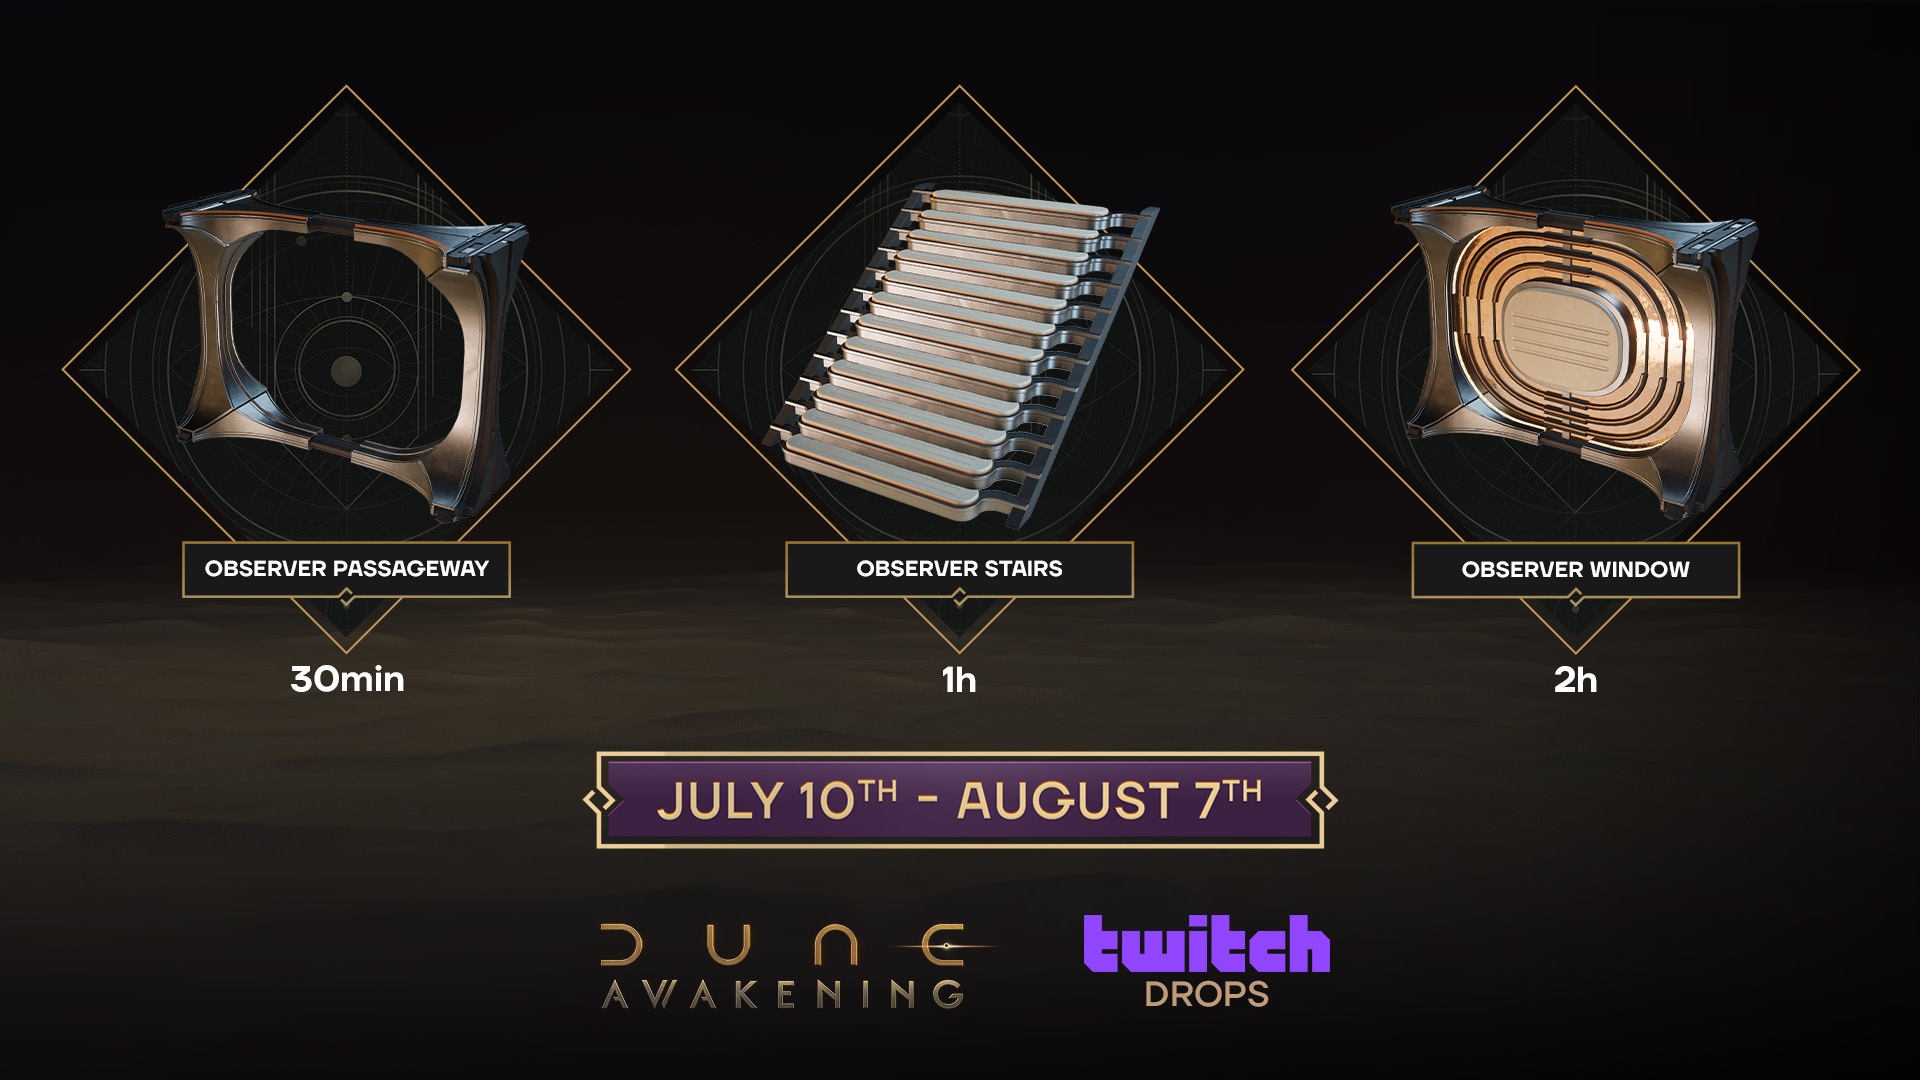 OBSERVER PASSAGEWAY
OBSERVER STAIRS
OBSERVER WINDOW
30min
1h
2h
JULY 10TH - AUGUST 7TH
DUNE
AWAKENING
twitch
DROPS